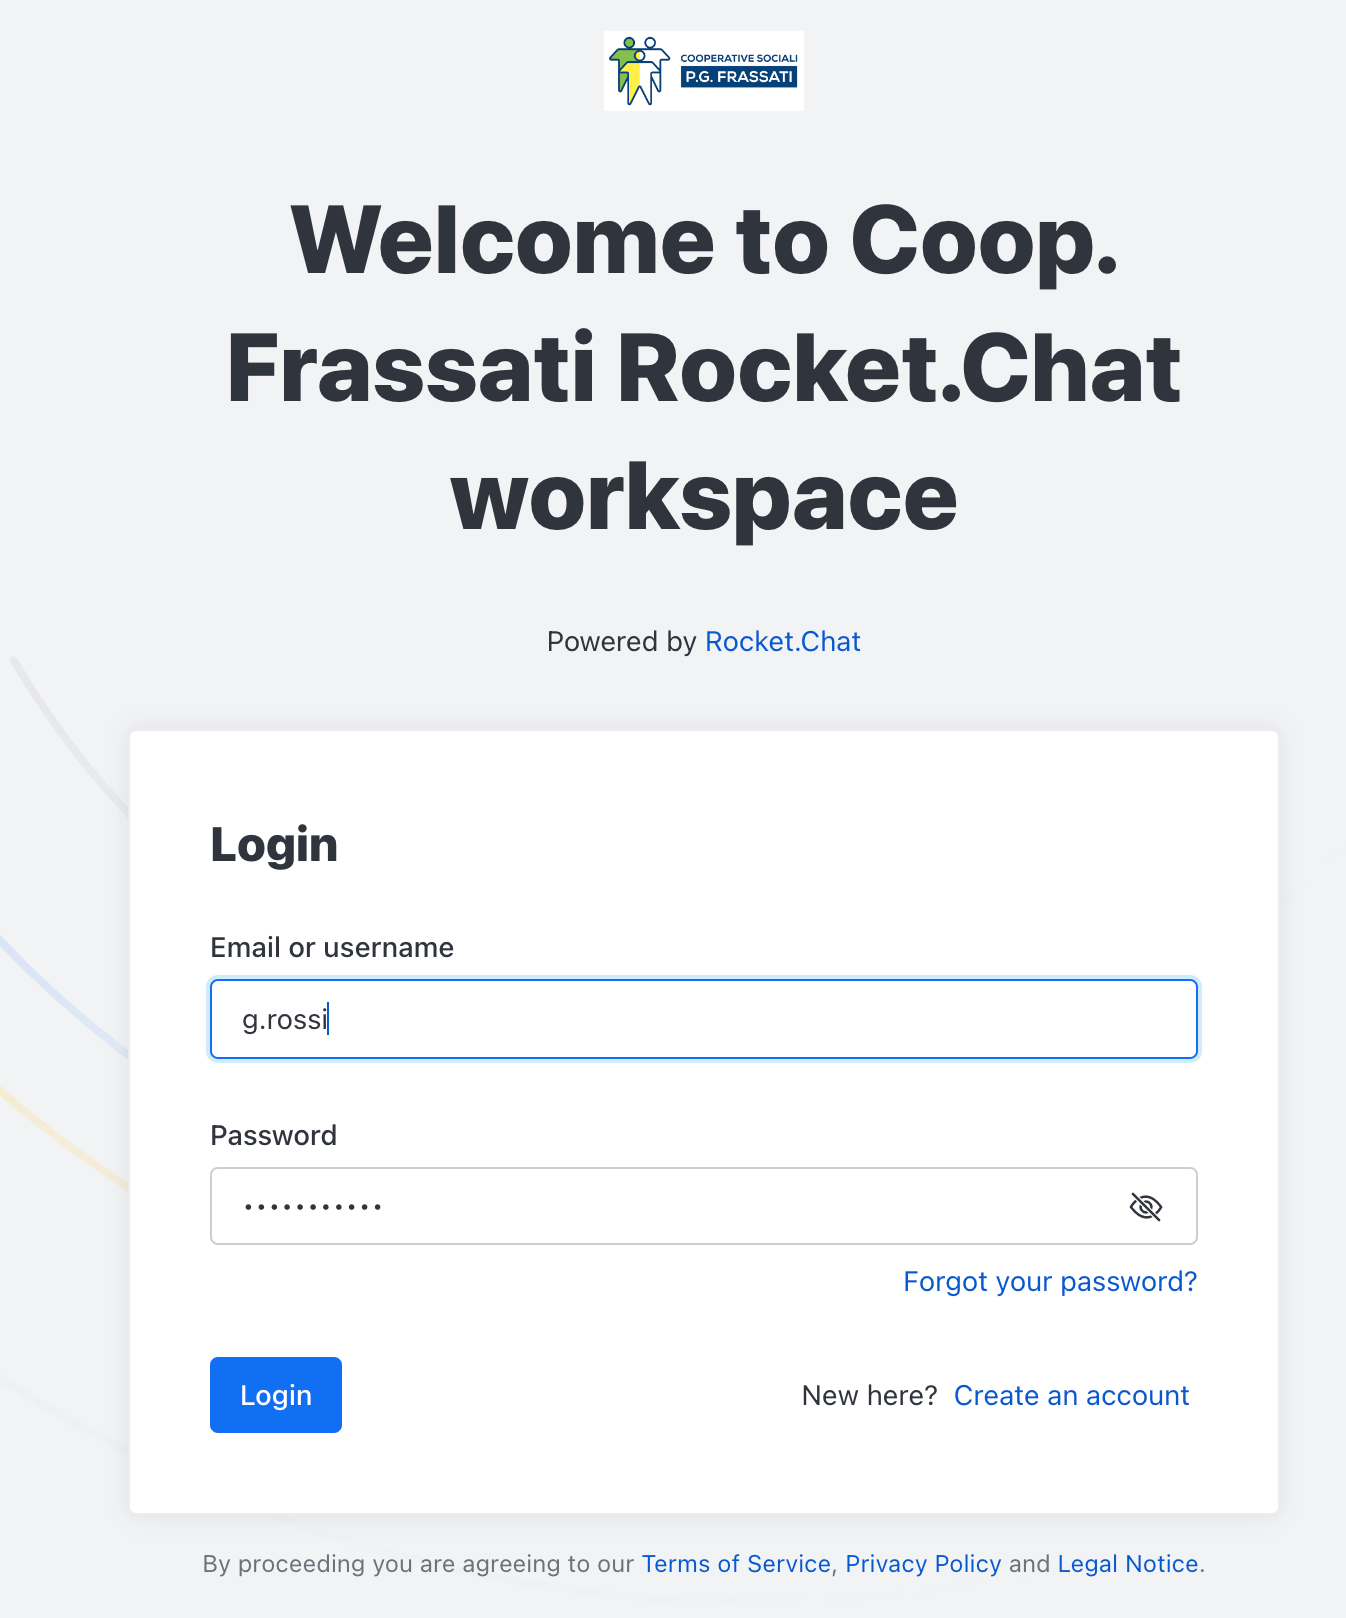 COOPERATIVE SOCIALI
P.G. FRASSATI
Welcome to Coop.
Frassati Rocket.Chat
workspace
Powered by Rocket.Chat
Login
Email or username
g.rossi
Password
•••••••••••
Forgot your password?
Login
New here? Create an account
By proceeding you are agreeing to our Terms of Service, Privacy Policy and Legal Notice.